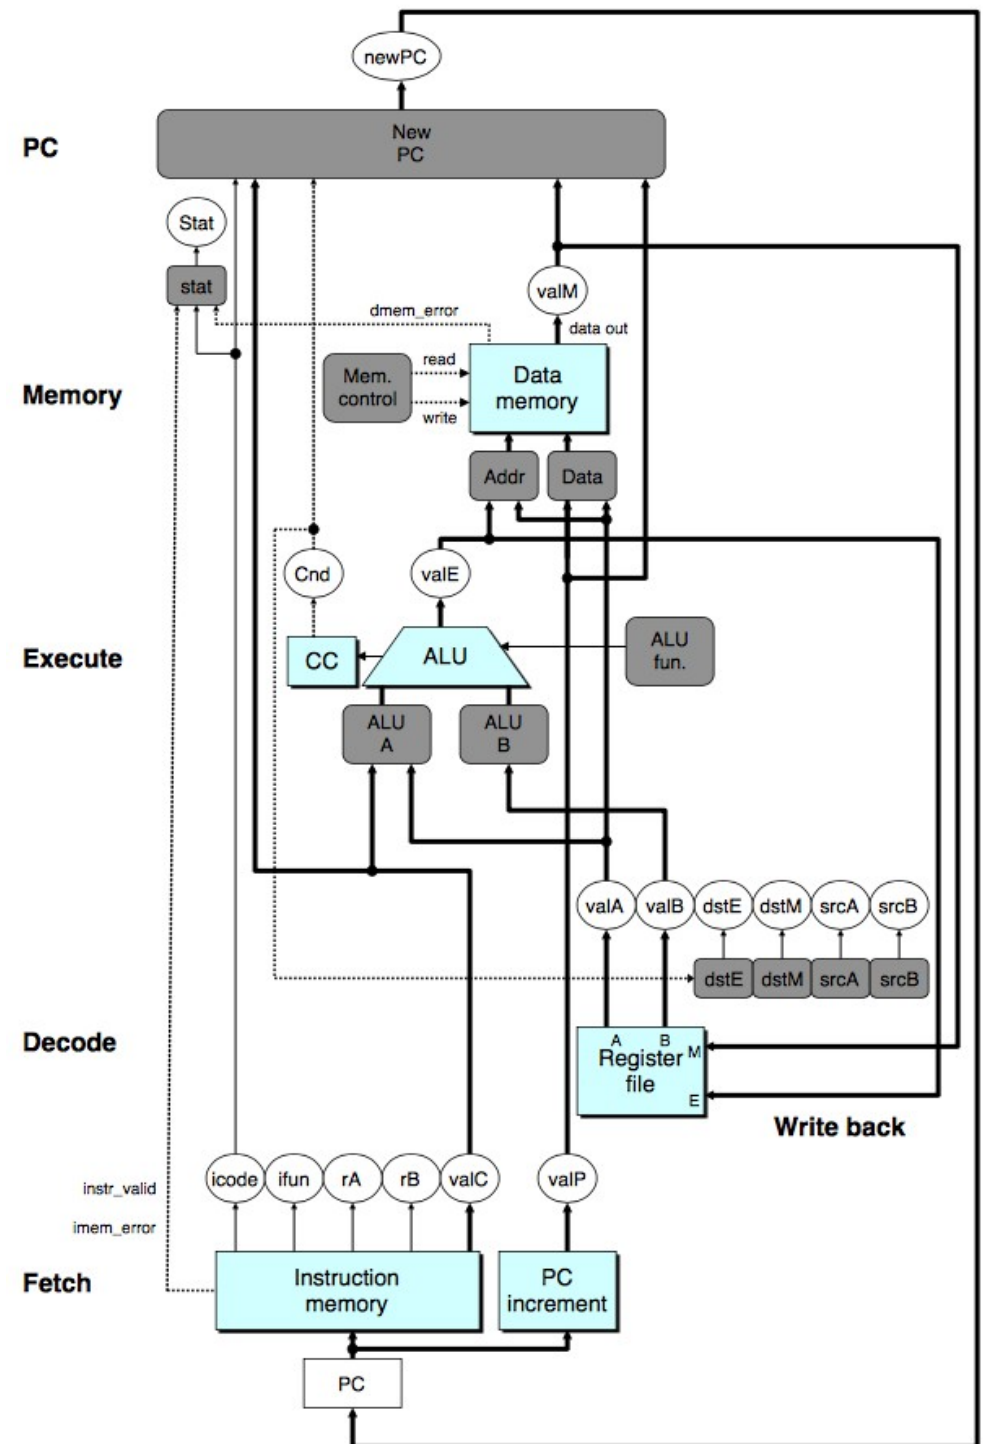 newPC
PC
New
PC
Stat
stat
valM
dmem_error
data out
read
Mem.
control
Data
memory
Memory
write
Addr
Data
Cnd
valE
Execute
CC
ALU
ALU
fun.
ALU
A
ALU
B
valA
valB
dstE
dstM
srcA
srcB
dstE
dstM
srcA
srcB
Decode
A
B
M
Register
file
E
Write back
icode
ifun
rA
rB
valC
valP
instr_valid
imem_error
Fetch
Instruction
memory
PC
increment
PC